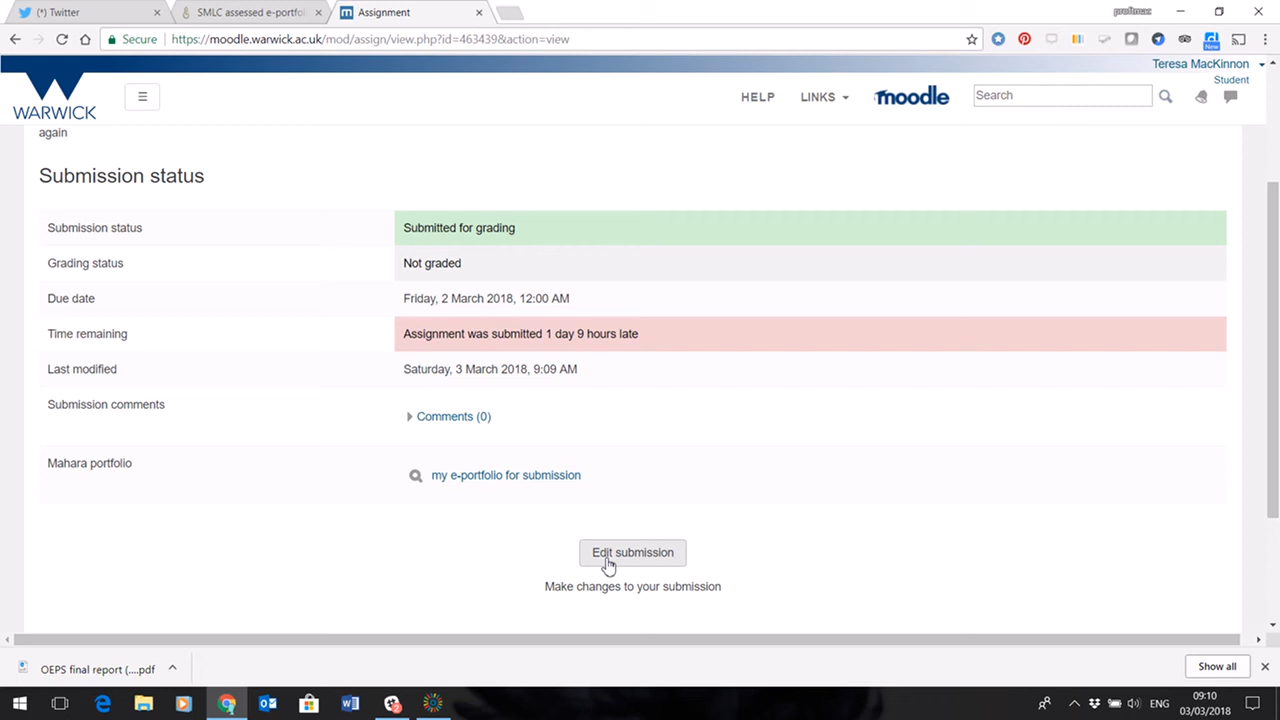 (*) Twitter
SMLC assessed e-portfo
Assignment
profmac
Secure
https://moodle.warwick.ac.uk/mod/assign/view.php?id=463439&action=view
New
Teresa MacKinnon
Student
WARWICK
HELP
LINKS
moodle
Search
again
Submission status
Submission status
Submitted for grading
Grading status
Not graded
Due date
Friday, 2 March 2018, 12:00 AM
Time remaining
Assignment was submitted 1 day 9 hours late
Last modified
Saturday, 3 March 2018, 9:09 AM
Submission comments
Comments (0)
Mahara portfolio
my e-portfolio for submission
Edit submission
Make changes to your submission
OEPS final report (....pdf
Show all
ENG
09:10
03/03/2018